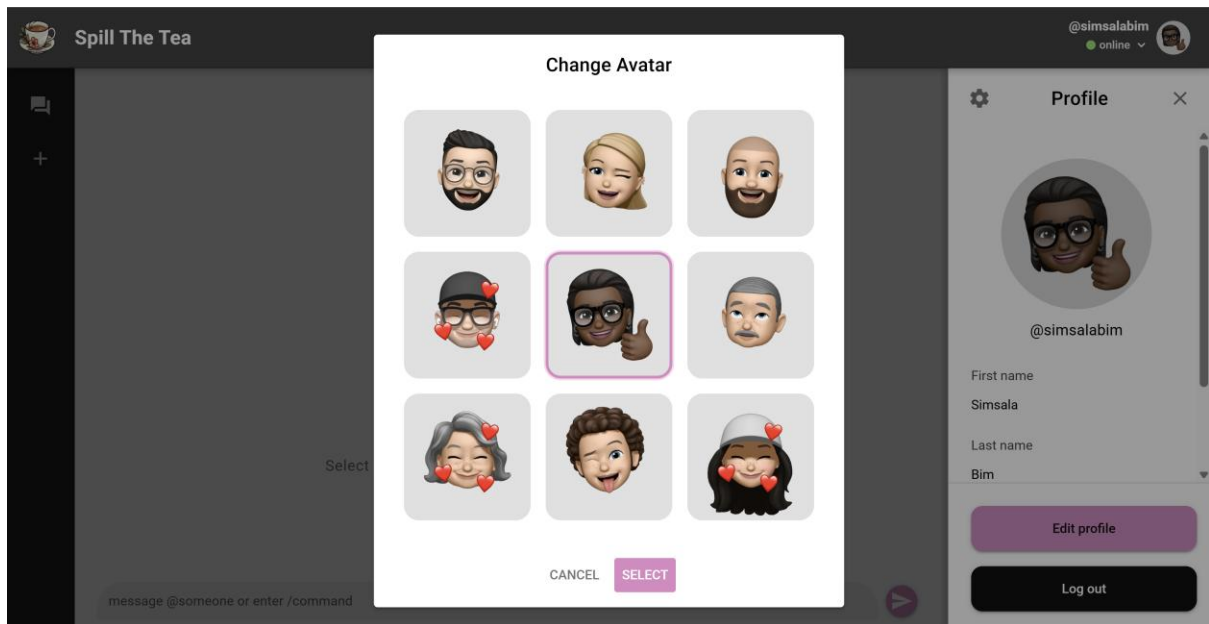 Spill The Tea
@simsalabim
online
Change Avatar
Profile
@simsalabim
First name
Simsala
Last name
Bim
Select
Edit profile
CANCEL
SELECT
Log out
message @someone or enter /command